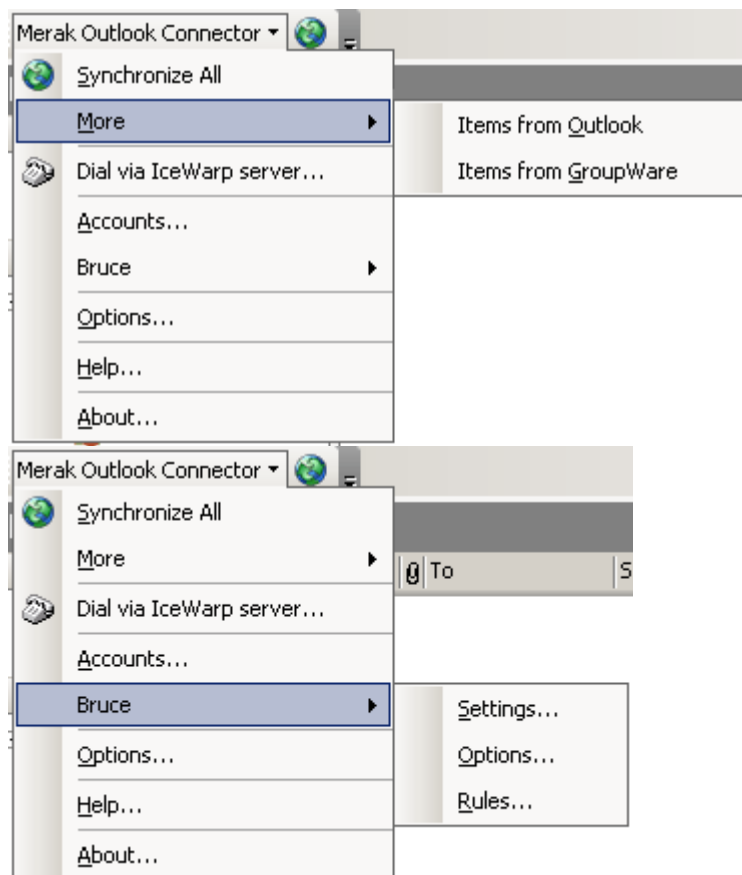 Merak Outlook Connector
Synchronize All
More
Items from Outlook
Items from GroupWare
Dial via IceWarp server...
Accounts...
Bruce
Options...
Help...
About...
Merak Outlook Connector
Synchronize All
More
To
S
Dial via IceWarp server...
Accounts...
Bruce
Settings...
Options...
Options...
Rules...
Help...
About...